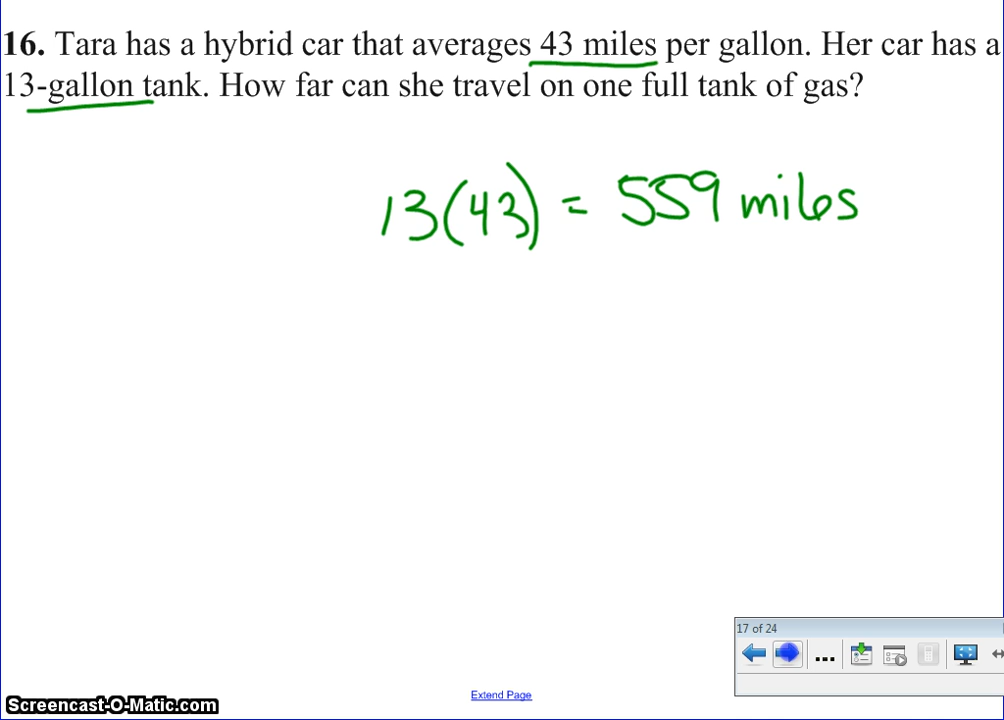 16. Tara has a hybrid car that averages 43 miles per gallon. Her car has a
13-gallon tank. How far can she travel on one full tank of gas?
13(43) = 559 miles
17 of 24
...
Extend Page
Screencast-O-Matic.com